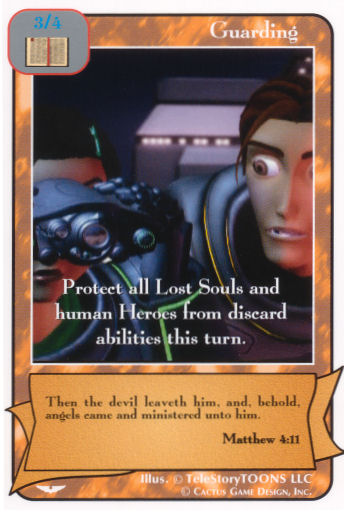 3/4
Guarding
Protect all Lost Souls and
human Heroes from discard
abilities this turn.
Then the devil leaveth him, and, behold,
angels came and ministered unto him.
Matthew 4:11
Illus. © TeleStoryTOONS LLC
© Cactus Game Design, Inc.